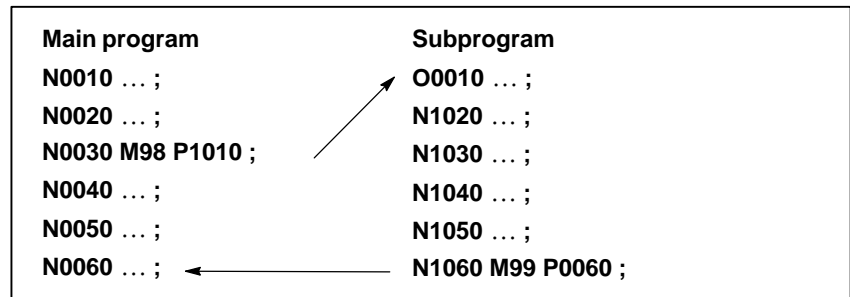 Main program Subprogram
N0010 … ; O0010 … ;
N0020 … ; N1020 … ;
N0030 M98 P1010 ; N1030 … ;
N0040 … ; N1040 … ;
N0050 … ; N1050 … ;
N0060 … ; N1060 M99 P0060 ;